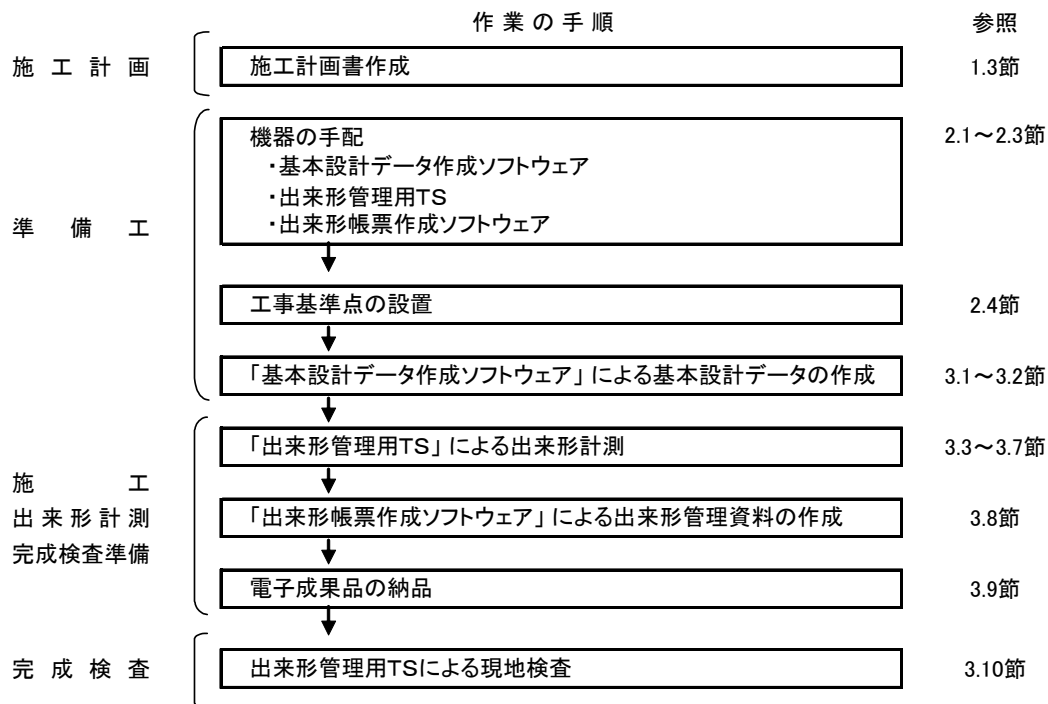 作 業 の 手 順 参照
施 工 計 画 施工計画書作成 1.3節
機器の手配 2.1～2.3節
・基本設計データ作成ソフトウェア
・出来形管理用TS
準 備 工 ・出来形帳票作成ソフトウェア
工事基準点の設置 2.4節
「基本設計データ作成ソフトウェア」による基本設計データの作成 3.1～3.2節
「出来形管理用TS」による出来形計測 3.3～3.7節
施 工
出 来 形 計 測 「出来形帳票作成ソフトウェア」による出来形管理資料の作成 3.8節
完成検査準備
電子成果品の納品 3.9節
完 成 検 査 出来形管理用TSによる現地検査 3.10節